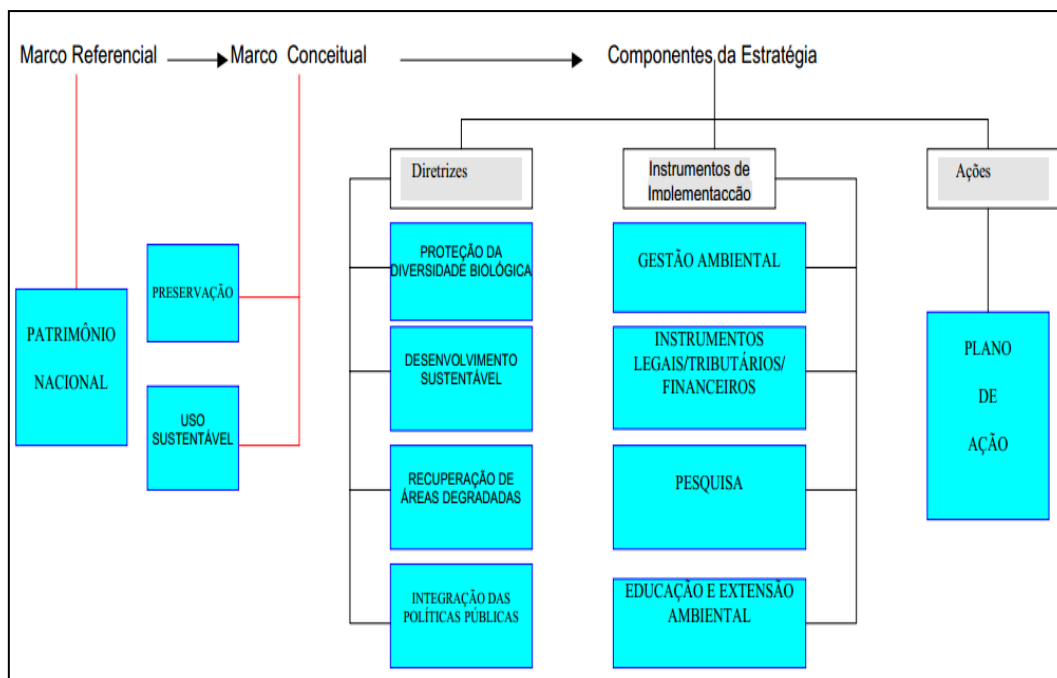 Marco Referencial
Marco Conceitual
Componentes da Estratégia
PATRIMÔNIO
NACIONAL
PRESERVAÇÃO
USO
SUSTENTÁVEL
Diretrizes
PROTEÇÃO DA
DIVERSIDADE BIOLÓGICA
DESENVOLVIMENTO
SUSTENTÁVEL
RECUPERAÇÃO DE
ÁREAS DEGRADADAS
INTEGRAÇÃO DAS
POLÍTICAS PÚBLICAS
Instrumentos de
Implementacção
GESTÃO AMBIENTAL
INSTRUMENTOS
LEGAIS/TRIBUTÁRIOS/
FINANCEIROS
PESQUISA
EDUCAÇÃO E EXTENSÃO
AMBIENTAL
Ações
PLANO
DE
AÇÃO